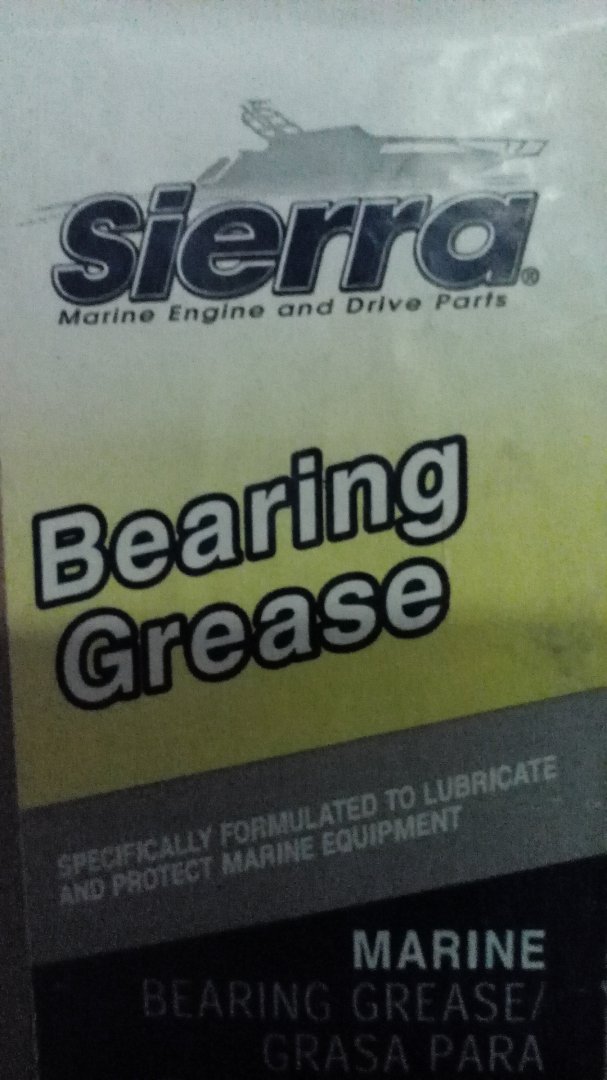 Sierra®
Marine Engine and Drive Parts
Bearing
Grease
SPECIFICALLY FORMULATED TO LUBRICATE
AND PROTECT MARINE EQUIPMENT
MARINE
BEARING GREASE/
GRASA PARA